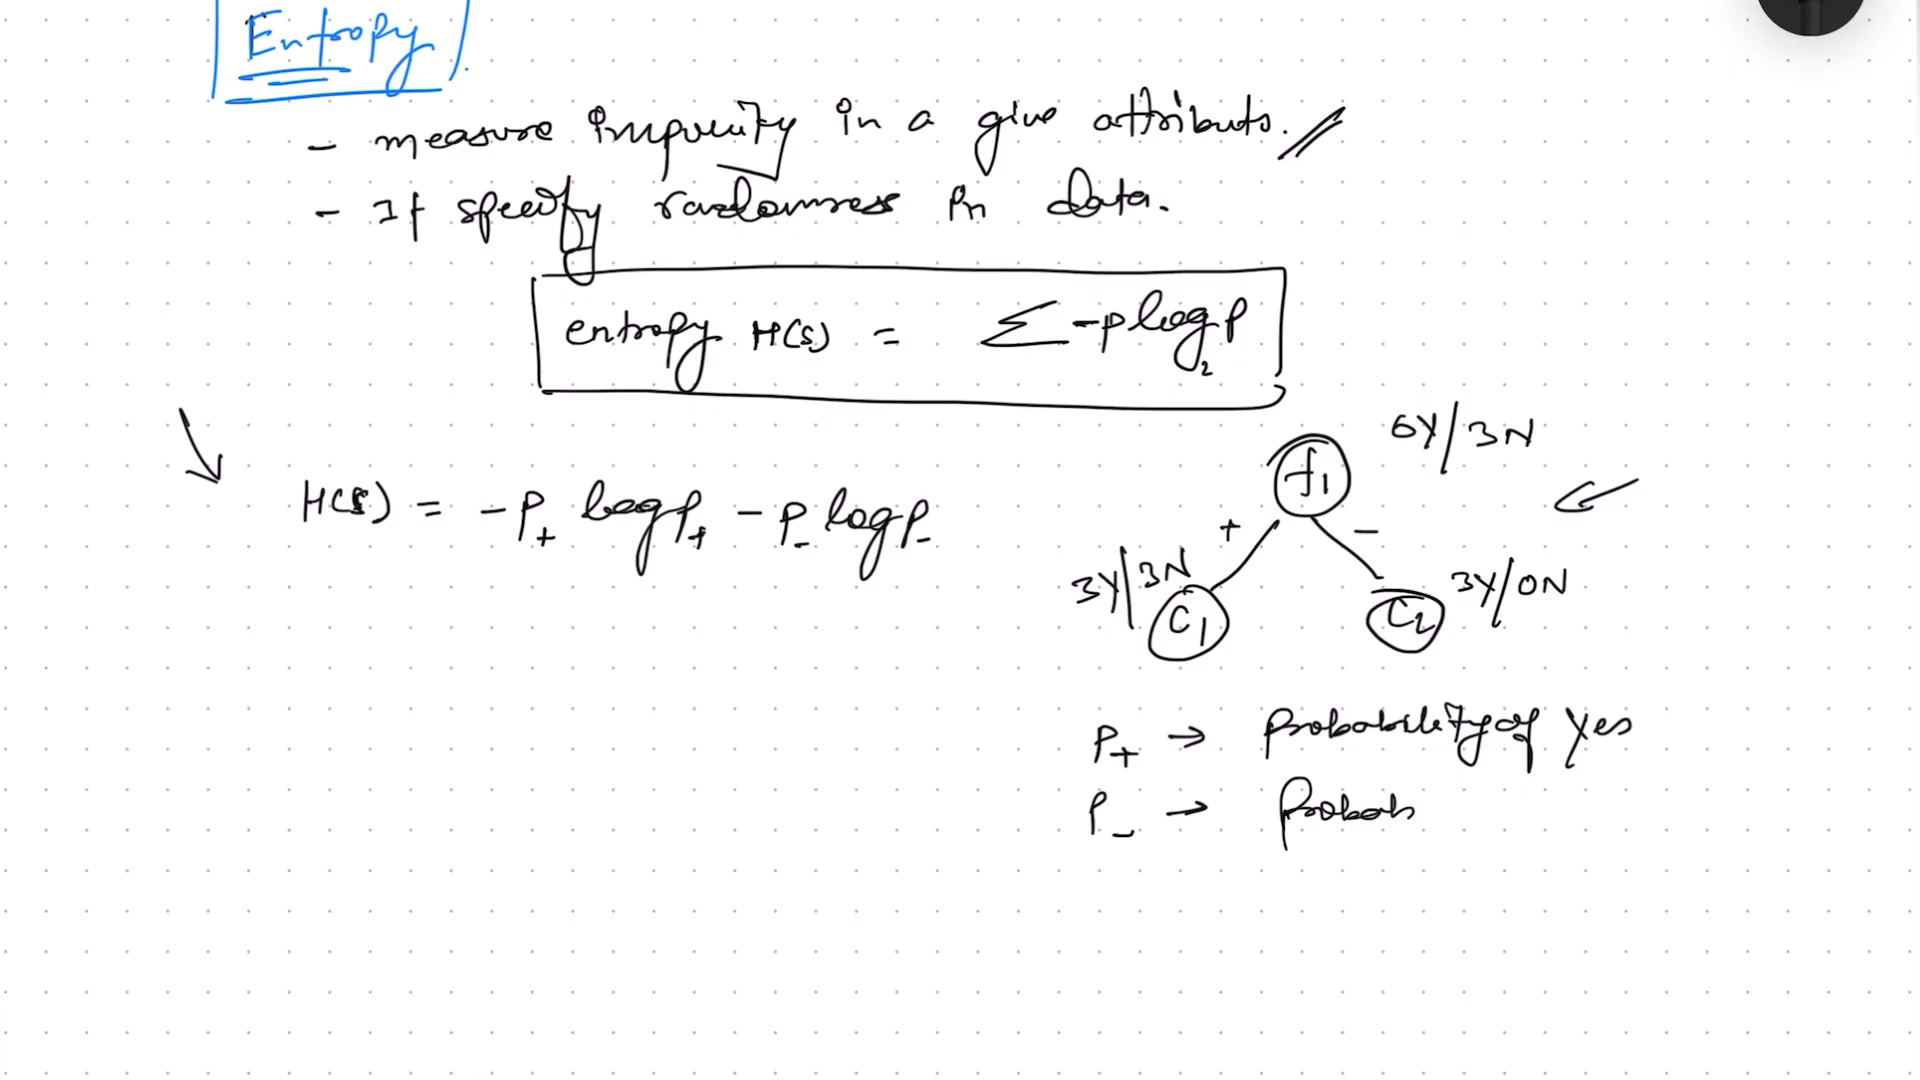 Entropy
- measure impurity in a give attribute.
- It specify randomness in data.
entropy H(s) = Σ -p log₂ p
H(s) = -P₊ log P₊ - P₋ log P₋
f₁ 6Y/3N
+ -
3Y/3N C₁ C₂ 3Y/0N
P₊ → Probability of Yes
P₋ → Probab